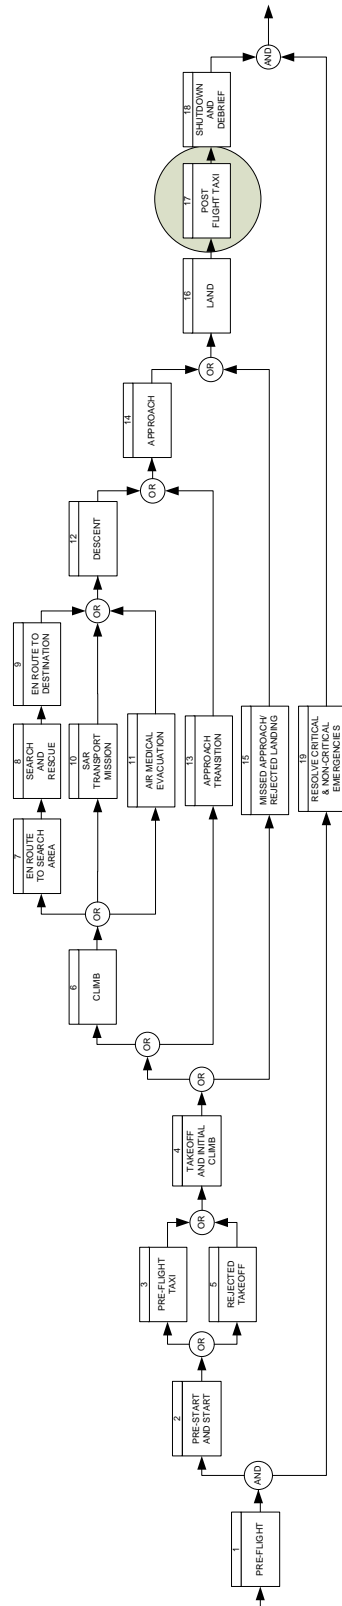 1
PRE-FLIGHT
AND
2
PRE-START
AND START
OR
3
PRE-FLIGHT
TAXI
5
REJECTED
TAKEOFF
OR
4
TAKEOFF
AND INITIAL
CLIMB
OR
OR
6
CLIMB
OR
7
EN ROUTE
TO SEARCH
AREA
8
SEARCH
AND
RESCUE
9
EN ROUTE TO
DESTINATION
10
SAR
TRANSPORT
MISSION
11
AIR MEDICAL
EVACUATION
OR
12
DESCENT
13
APPROACH
TRANSITION
OR
14
APPROACH
15
MISSED APPROACH/
REJECTED LANDING
OR
16
LAND
17
POST
FLIGHT TAXI
18
SHUTDOWN
AND
DEBRIEF
19
RESOLVE CRITICAL
& NON-CRITICAL
EMERGENCIES
AND